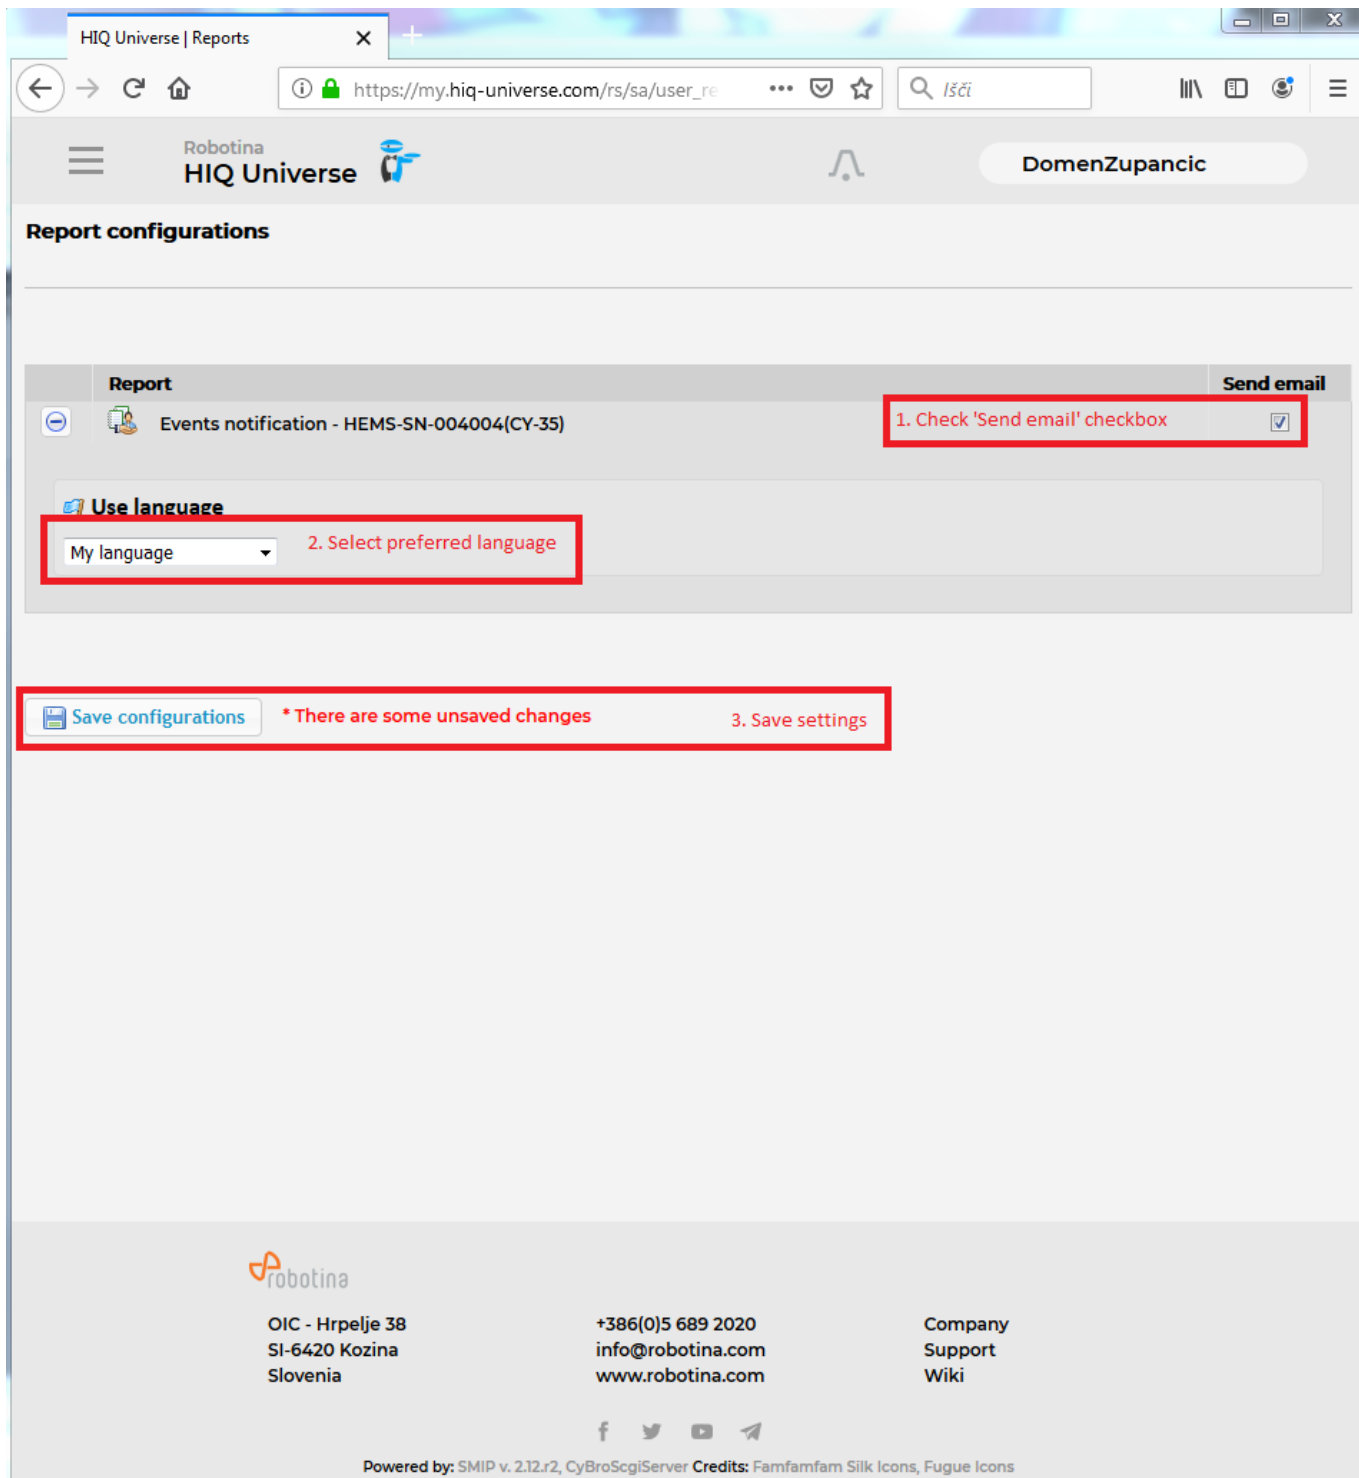 HIQ Universe | Reports
https://my.hiq-universe.com/rs/sa/user_re
Išči
Robotina
HIQ Universe
DomenZupancic
Report configurations
Report Send email
Events notification - HEMS-SN-004004(CY-35) 1. Check 'Send email' checkbox
Use language
My language 2. Select preferred language
Save configurations * There are some unsaved changes 3. Save settings
robotina
OIC - Hrpelje 38 +386(0)5 689 2020 Company
SI-6420 Kozina info@robotina.com Support
Slovenia www.robotina.com Wiki
Powered by: SMIP v. 2.12.r2, CyBroScgiServer Credits: Famfamfam Silk Icons, Fugue Icons